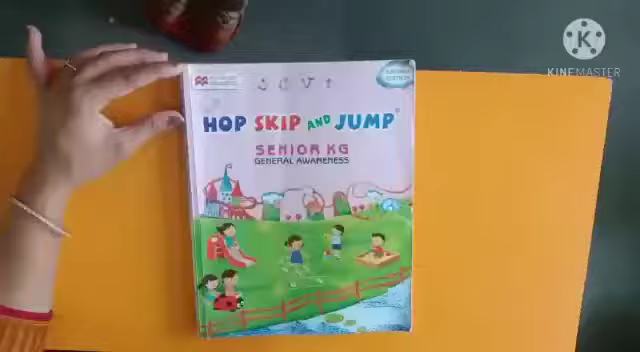 HOP SKIP AND JUMP
SENIOR KG
GENERAL AWARENESS
KINEMASTER